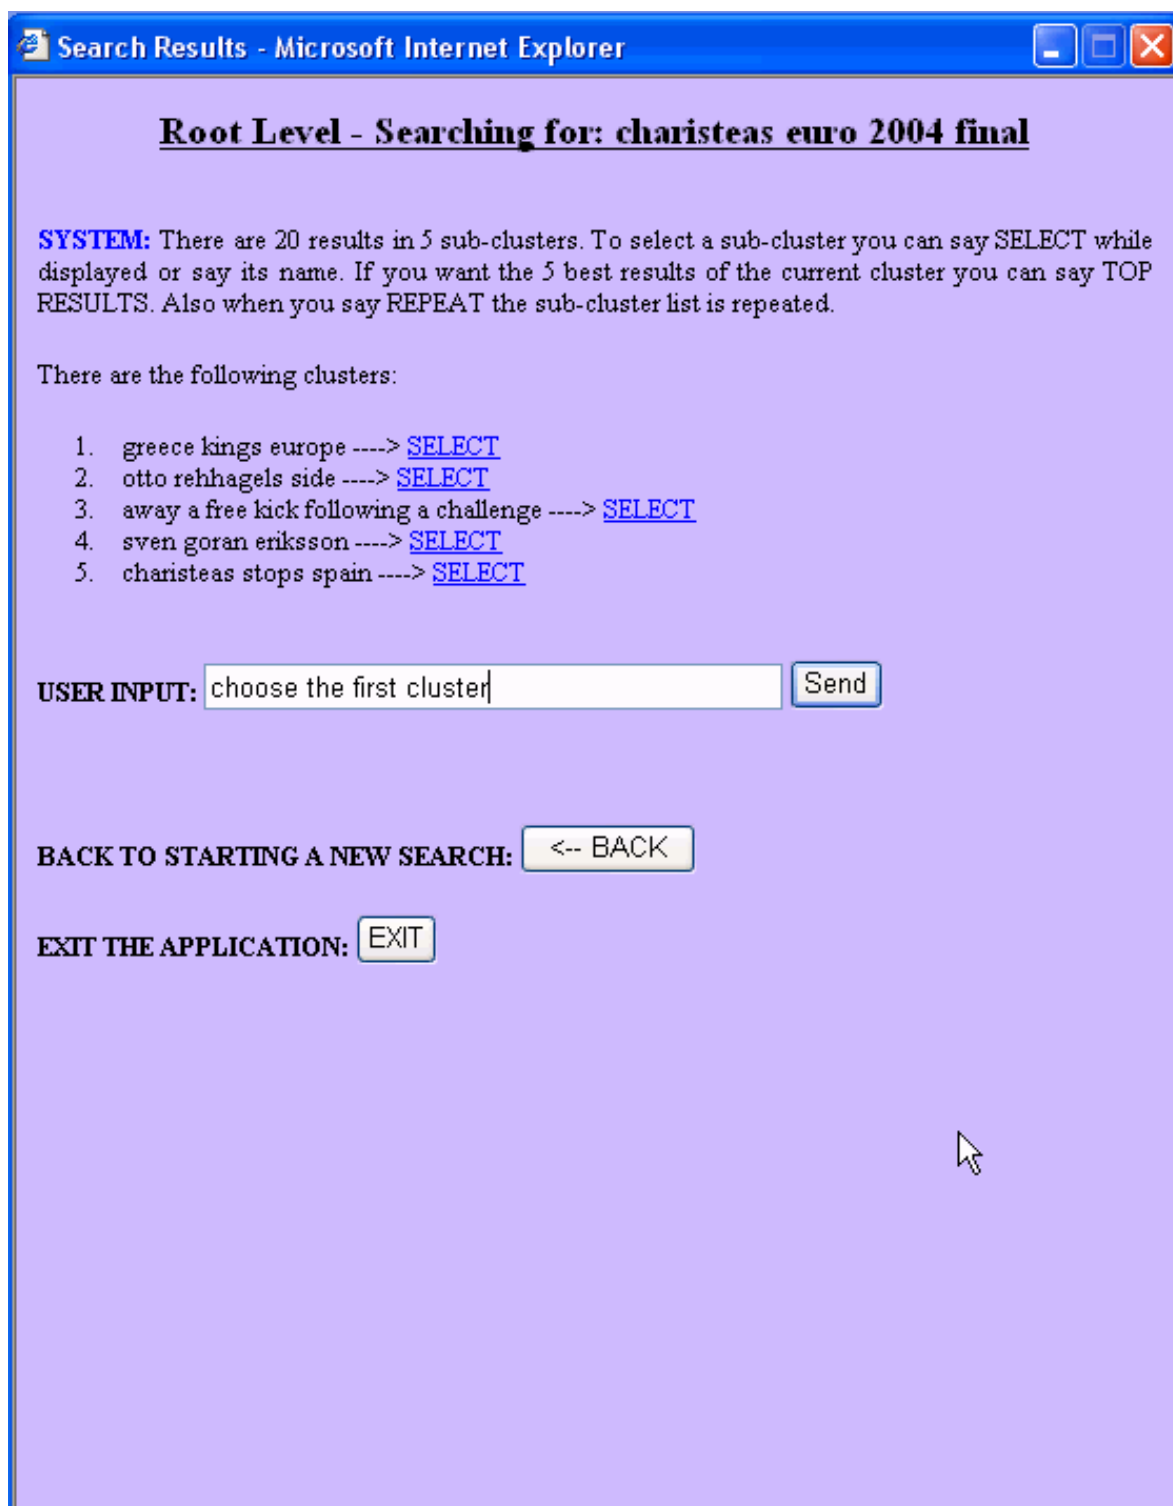 Search Results - Microsoft Internet Explorer
Root Level - Searching for: charisteas euro 2004 final
SYSTEM: There are 20 results in 5 sub-clusters. To select a sub-cluster you can say SELECT while
displayed or say its name. If you want the 5 best results of the current cluster you can say TOP
RESULTS. Also when you say REPEAT the sub-cluster list is repeated.
There are the following clusters:
1. greece kings europe ----> SELECT
2. otto rehhagels side ----> SELECT
3. away a free kick following a challenge ----> SELECT
4. sven goran eriksson ----> SELECT
5. charisteas stops spain ----> SELECT
USER INPUT: choose the first cluster Send
BACK TO STARTING A NEW SEARCH: <-- BACK
EXIT THE APPLICATION: EXIT